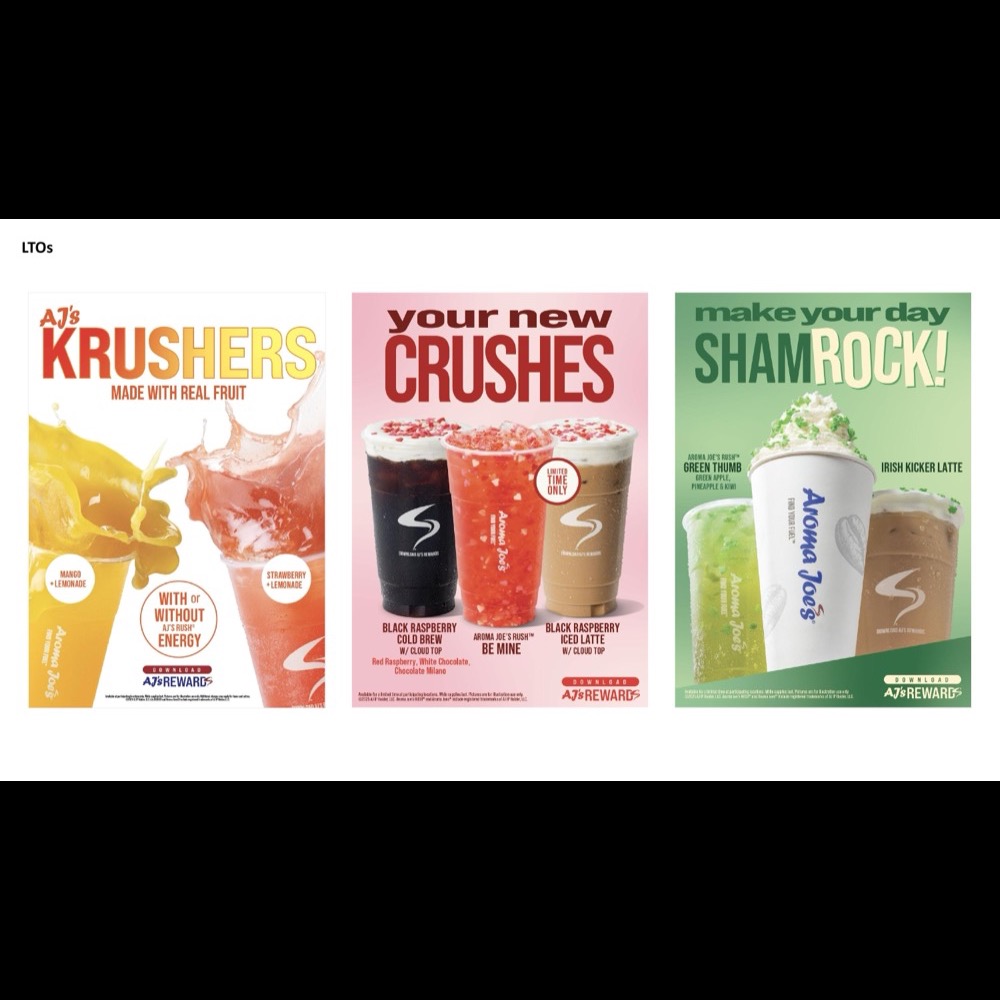 LTOs
AJ's
KRUSHERS
MADE WITH REAL FRUIT
MANGO
+ LEMONADE
STRAWBERRY
+ LEMONADE
WITH or
WITHOUT
AJ'S RUSH®
ENERGY
Aroma Joe's
DOWNLOAD
AJ'S REWARDS
your new
CRUSHES
LIMITED
TIME
ONLY
Aroma Joe's
BLACK RASPBERRY
COLD BREW
W/ CLOUD TOP
Red Raspberry, White Chocolate,
Chocolate Milano
AROMA JOE'S RUSH™
BE MINE
BLACK RASPBERRY
ICED LATTE
W/ CLOUD TOP
DOWNLOAD
AJ'S REWARDS
make your day
SHAMROCK!
AROMA JOE'S RUSH™
GREEN THUMB
GREEN APPLE,
PINEAPPLE & KIWI
IRISH KICKER LATTE
Aroma Joe's
FIND YOUR FUEL™
Aroma Joe's
DOWNLOAD
AJ'S REWARDS